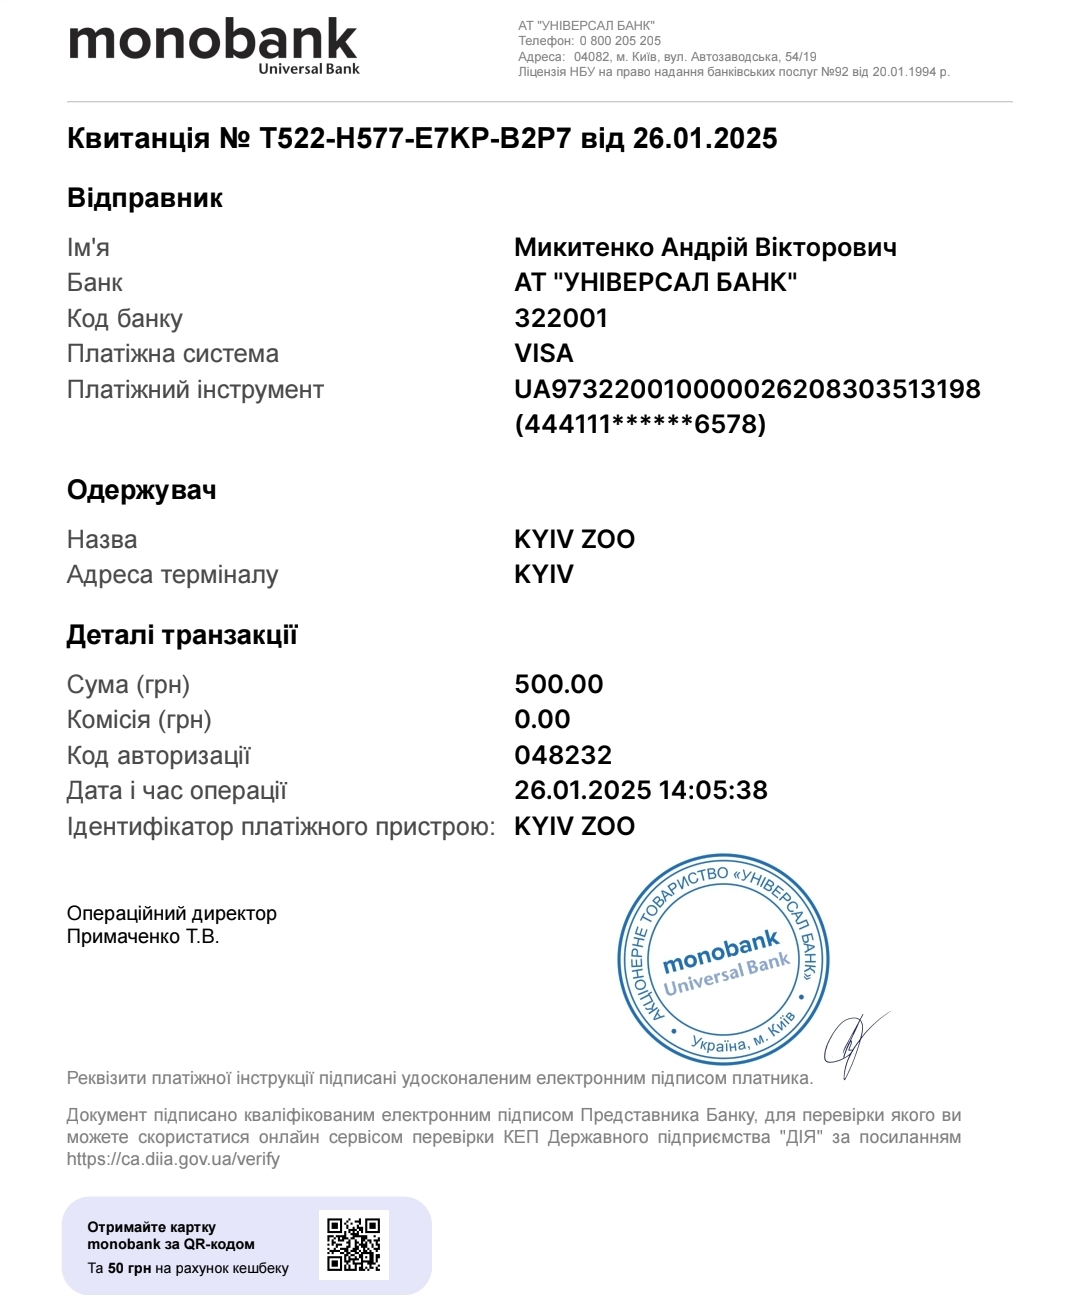 monobank
Universal Bank
АТ "УНІВЕРСАЛ БАНК"
Телефон: 0 800 205 205
Адреса: 04082, м. Київ, вул. Автозаводська, 54/19
Ліцензія НБУ на право надання банківських послуг №92 від 20.01.1994 р.
Квитанція № T522-H577-E7KP-B2P7 від 26.01.2025
Відправник
Ім'я Микитенко Андрій Вікторович
Банк АТ "УНІВЕРСАЛ БАНК"
Код банку 322001
Платіжна система VISA
Платіжний інструмент UA973220010000026208303513198
(444111******6578)
Одержувач
Назва KYIV ZOO
Адреса терміналу KYIV
Деталі транзакції
Сума (грн) 500.00
Комісія (грн) 0.00
Код авторизації 048232
Дата і час операції 26.01.2025 14:05:38
Ідентифікатор платіжного пристрою: KYIV ZOO
Операційний директор
Примаченко Т.В.
АКЦІОНЕРНЕ ТОВАРИСТВО «УНІВЕРСАЛ БАНК»
monobank
Universal Bank
Україна, м. Київ
Реквізити платіжної інструкції підписані удосконаленим електронним підписом платника.
Документ підписано кваліфікованим електронним підписом Представника Банку, для перевірки якого ви
можете скористатися онлайн сервісом перевірки КЕП Державного підприємства "ДІЯ" за посиланням
https://ca.diia.gov.ua/verify
Отримайте картку
monobank за QR-кодом
Та 50 грн на рахунок кешбеку